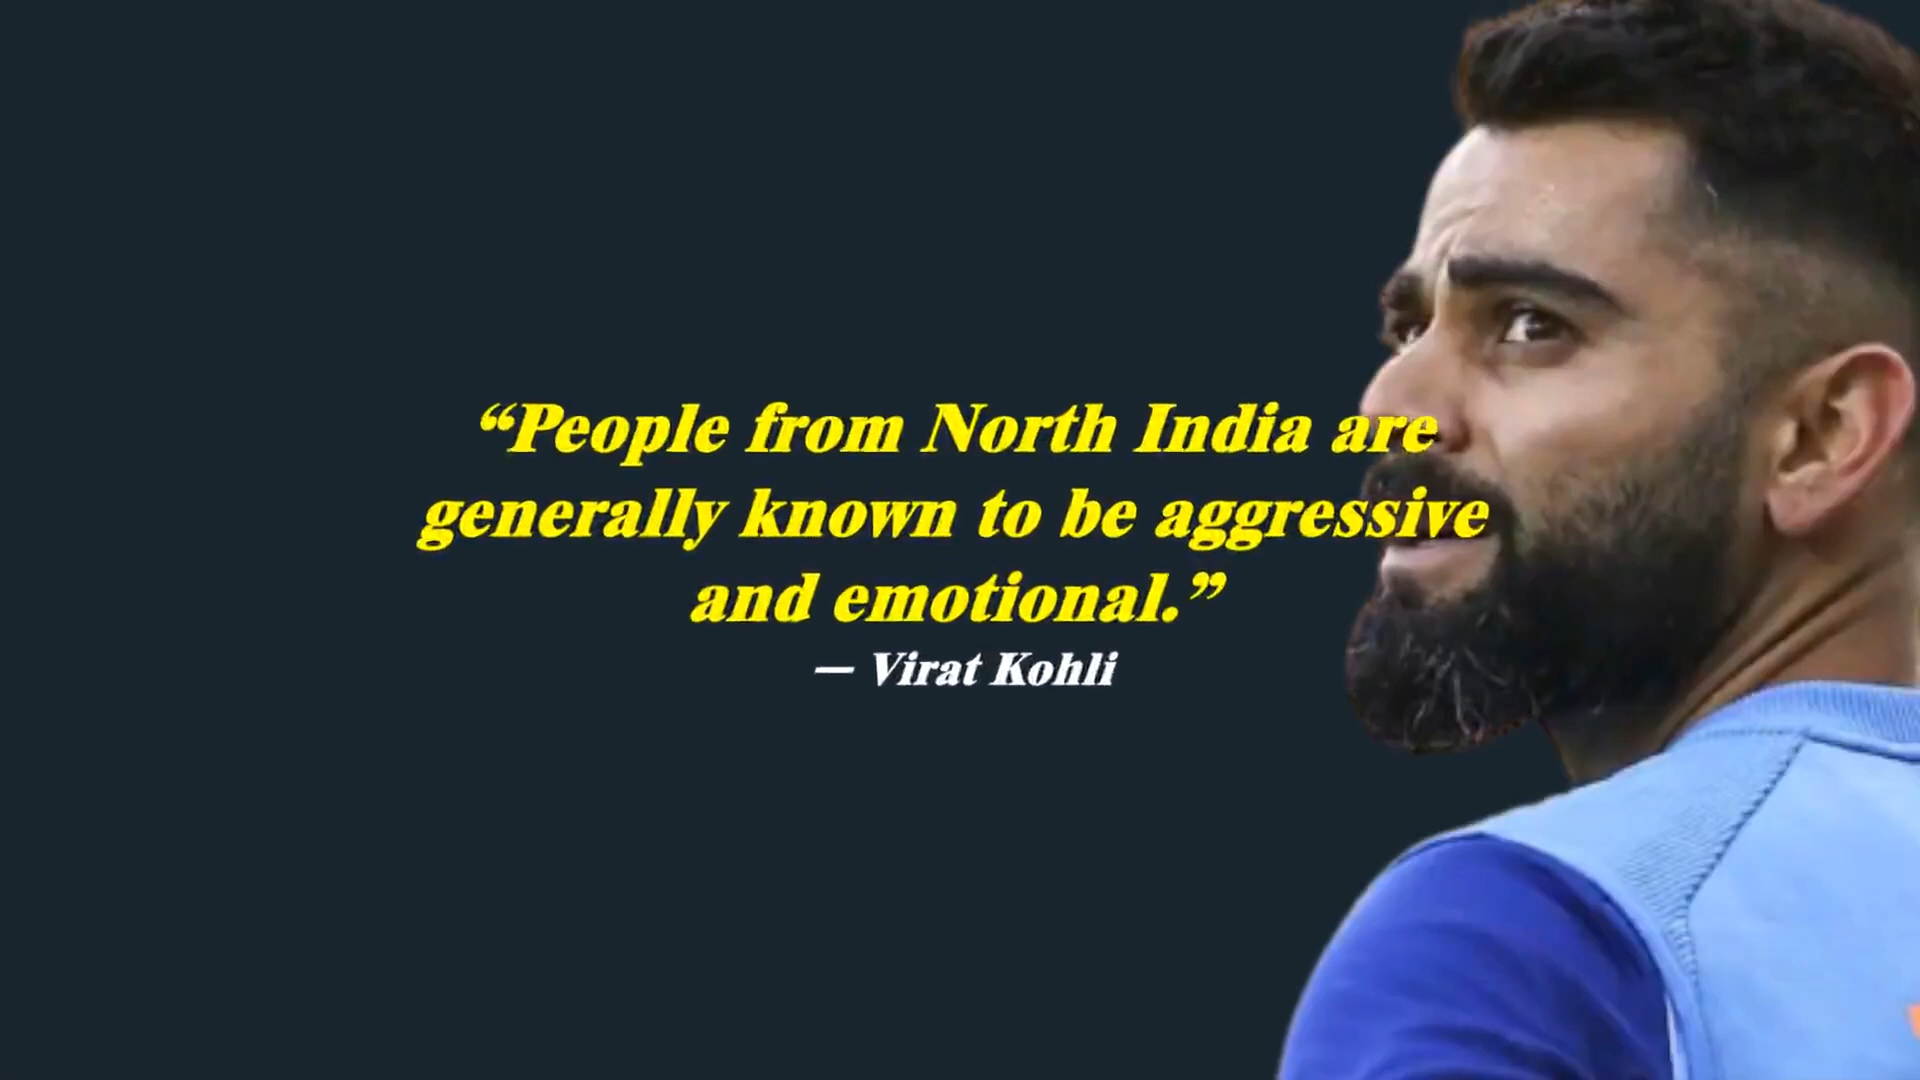 “People from North India are
generally known to be aggressive
and emotional.”
— Virat Kohli